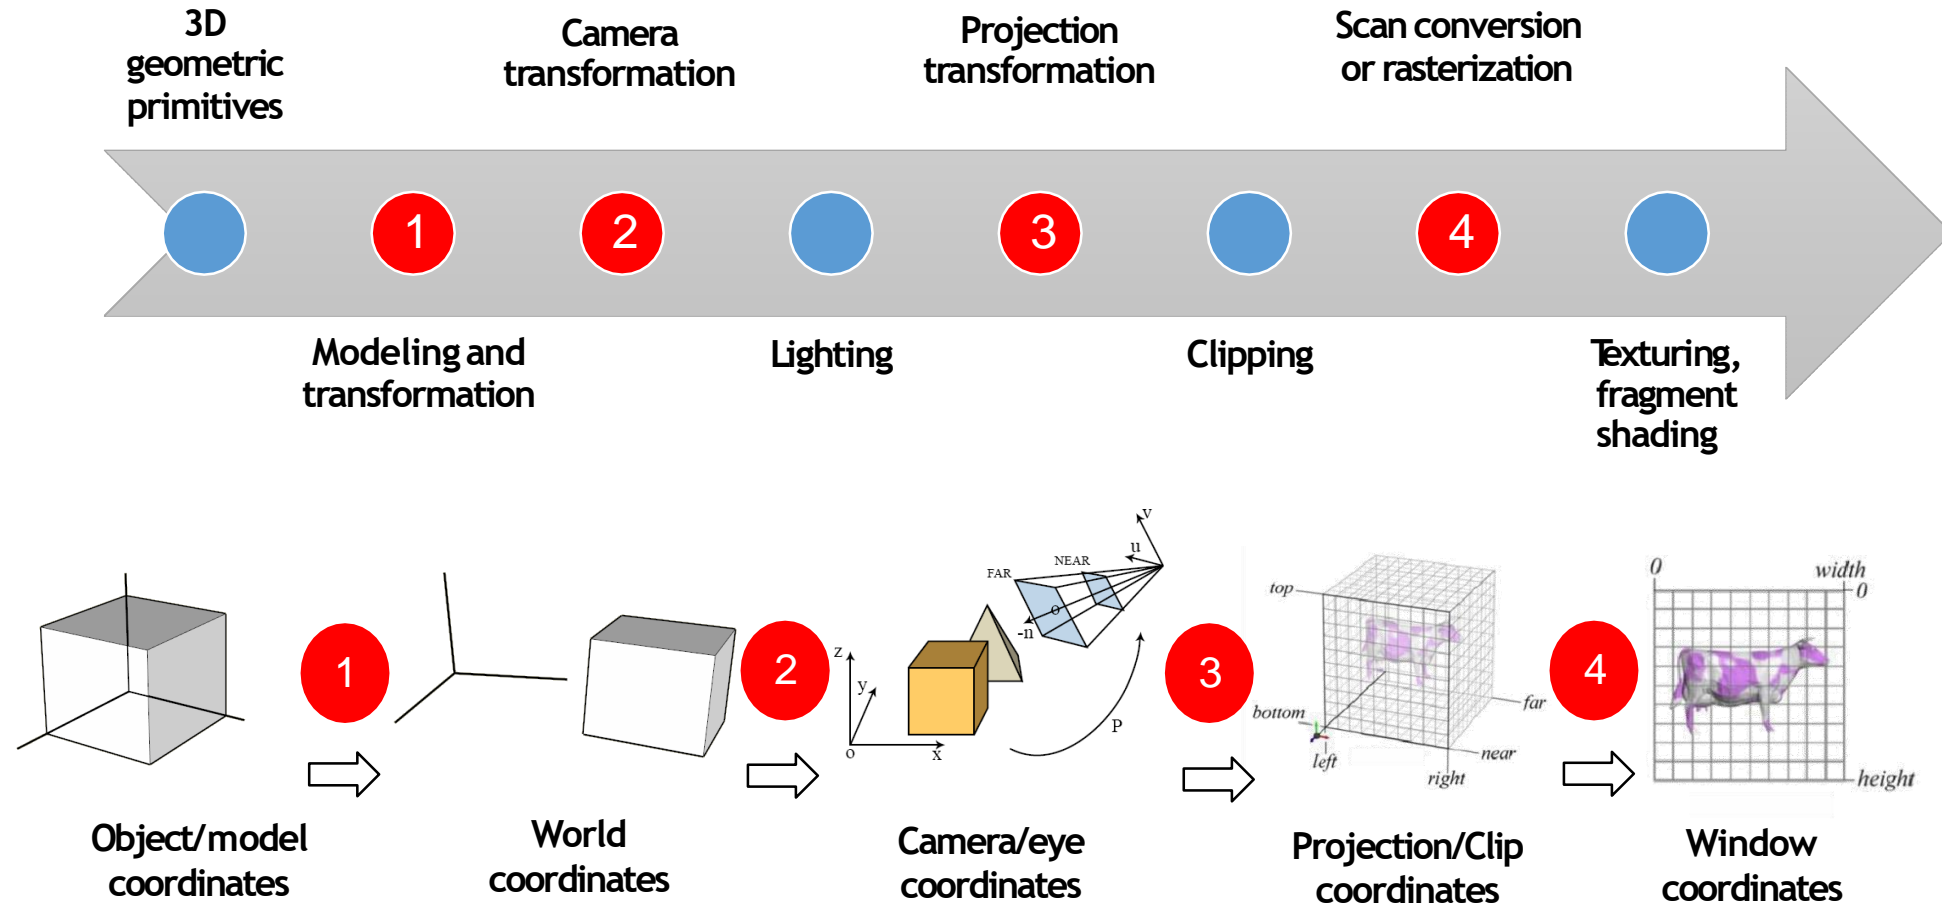 3D
geometric
primitives
Camera
transformation
Projection
transformation
Scan conversion
or rasterization
1
2
3
4
Modeling and
transformation
Lighting
Clipping
Texturing,
fragment
shading
1
2
3
4
z
y
x
o
FAR
NEAR
v
u
o
-n
P
top
bottom
left
right
near
far
0
width
0
height
Object/model
coordinates
World
coordinates
Camera/eye
coordinates
Projection/Clip
coordinates
Window
coordinates